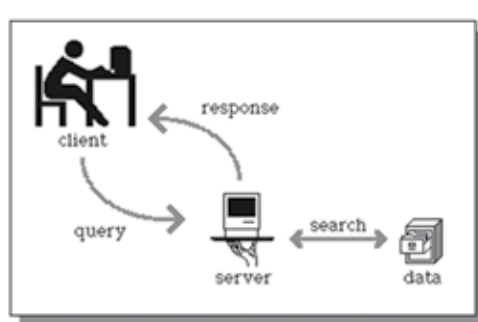 response
client
search
query
server
data